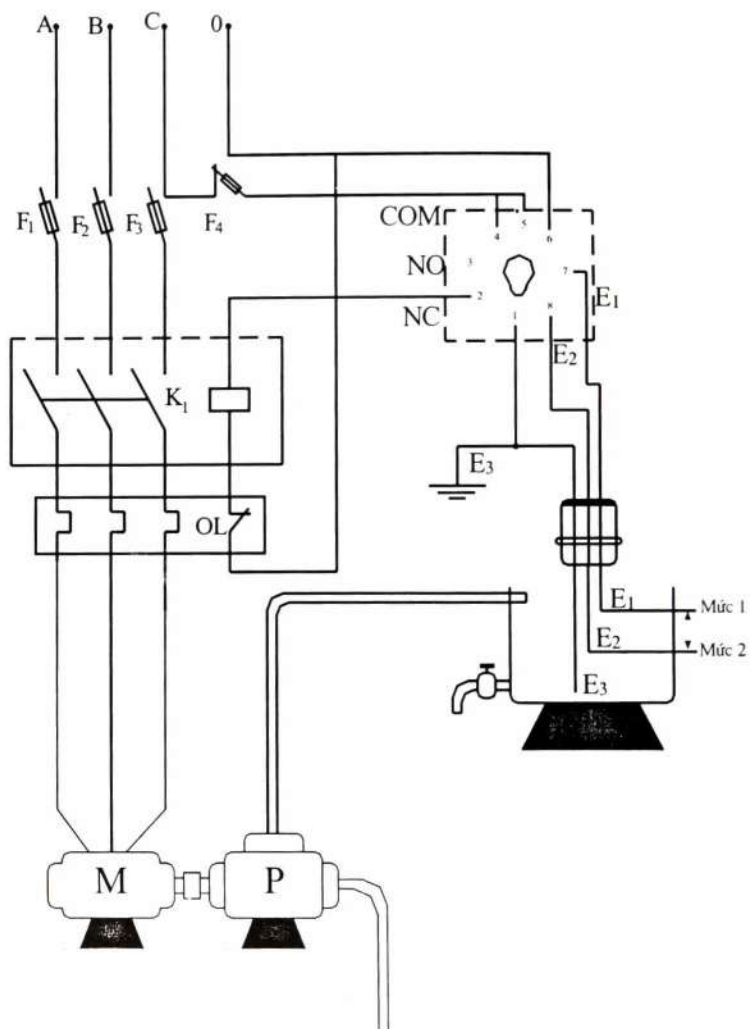 A B C 0
F1 F2 F3 F4
COM 4 5 6
NO 3 7
NC 2 1 8
E1
E2
K1
E3
OL
E1 Mức 1
E2 Mức 2
E3
M P